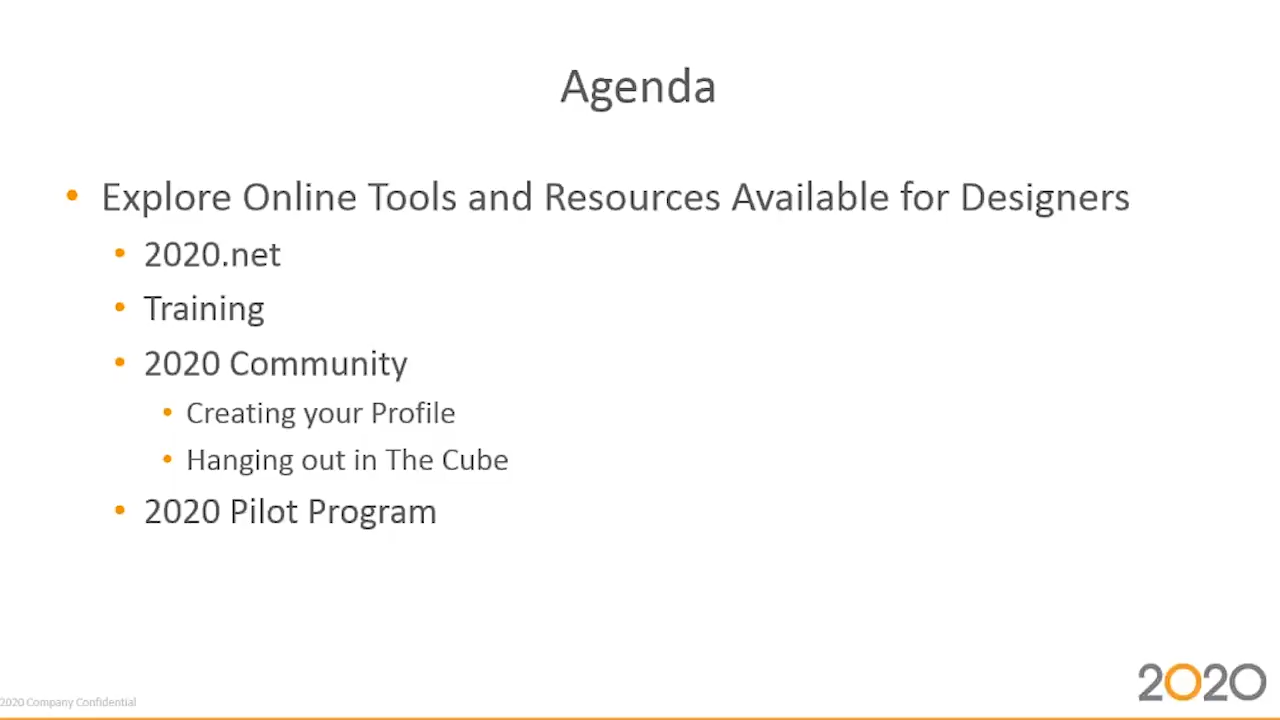 Agenda
• Explore Online Tools and Resources Available for Designers
• 2020.net
• Training
• 2020 Community
• Creating your Profile
• Hanging out in The Cube
• 2020 Pilot Program
2020 Company Confidential
2020